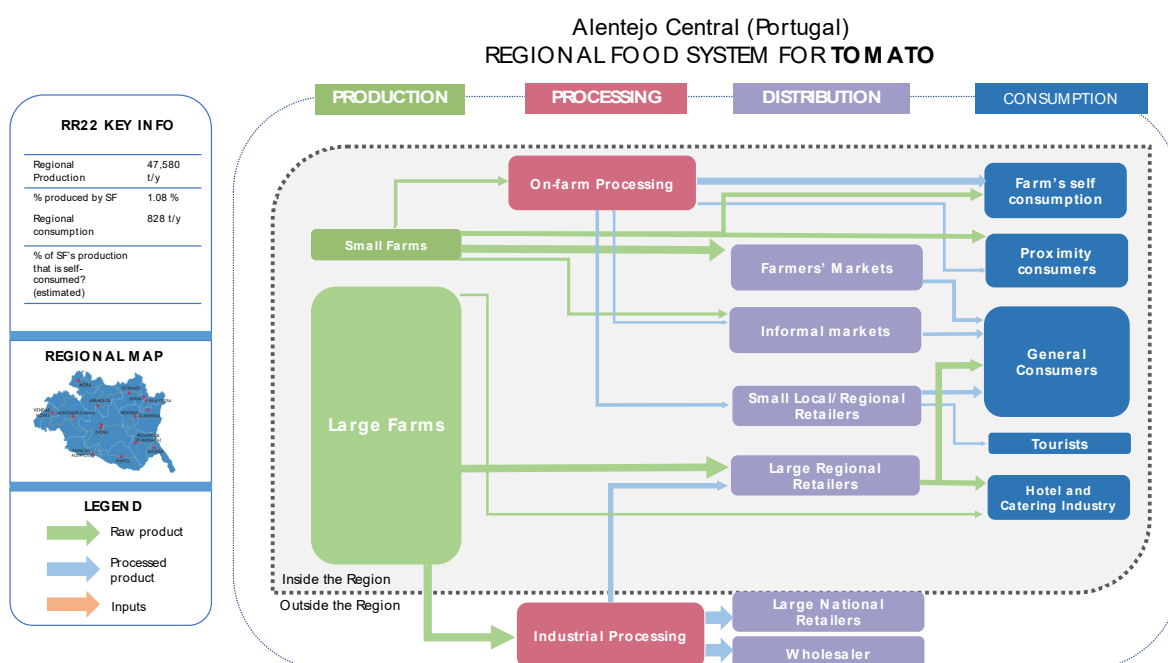 Alentejo Central (Portugal)
REGIONAL FOOD SYSTEM FOR TOMATO
PRODUCTION
PROCESSING
DISTRIBUTION
CONSUMPTION
RR22 KEY INFO
Regional
Production
47,580
t/y
% produced by SF
1.08 %
Regional
consumption
828 t/y
% of SF's production
that is self-
consumed?
(estimated)
REGIONAL MAP
MORA
LEGEND
Raw product
Processed
product
Inputs
On-farm Processing
Farm's self
consumption
Small Farms
Proximity
consumers
Farmers' Markets
Informal markets
General
Consumers
Small Local/ Regional
Retailers
Large Farms
Tourists
Large Regional
Retailers
Hotel and
Catering Industry
Inside the Region
Outside the Region
Large National
Retailers
Industrial Processing
Wholesaler